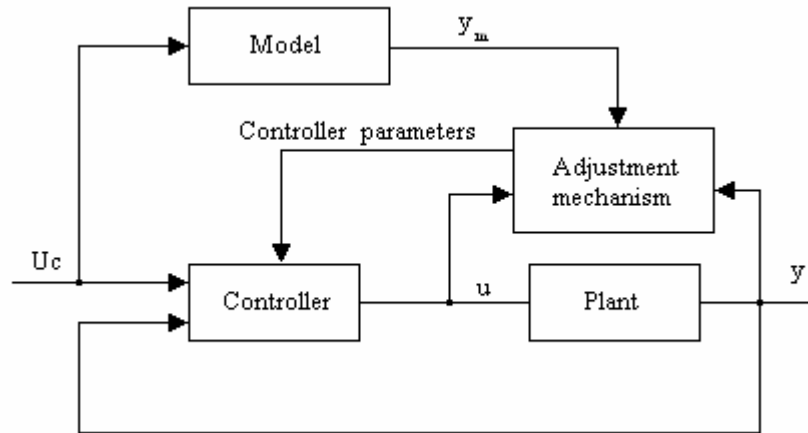 Model
y_m
Controller parameters
Adjustment
mechanism
Uc
Controller
u
Plant
y